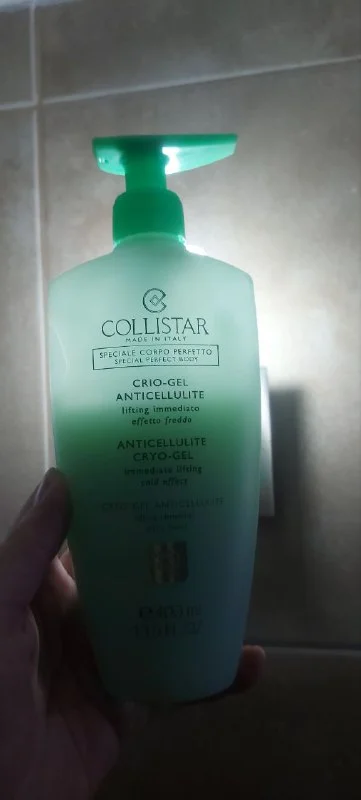 COLLISTAR
MADE IN ITALY
SPECIALE CORPO PERFETTO
SPECIAL PERFECT BODY
CRIO-GEL
ANTICELLULITE
lifting immediato
effetto freddo
ANTICELLULITE
CRYO-GEL
immediate lifting
cold effect